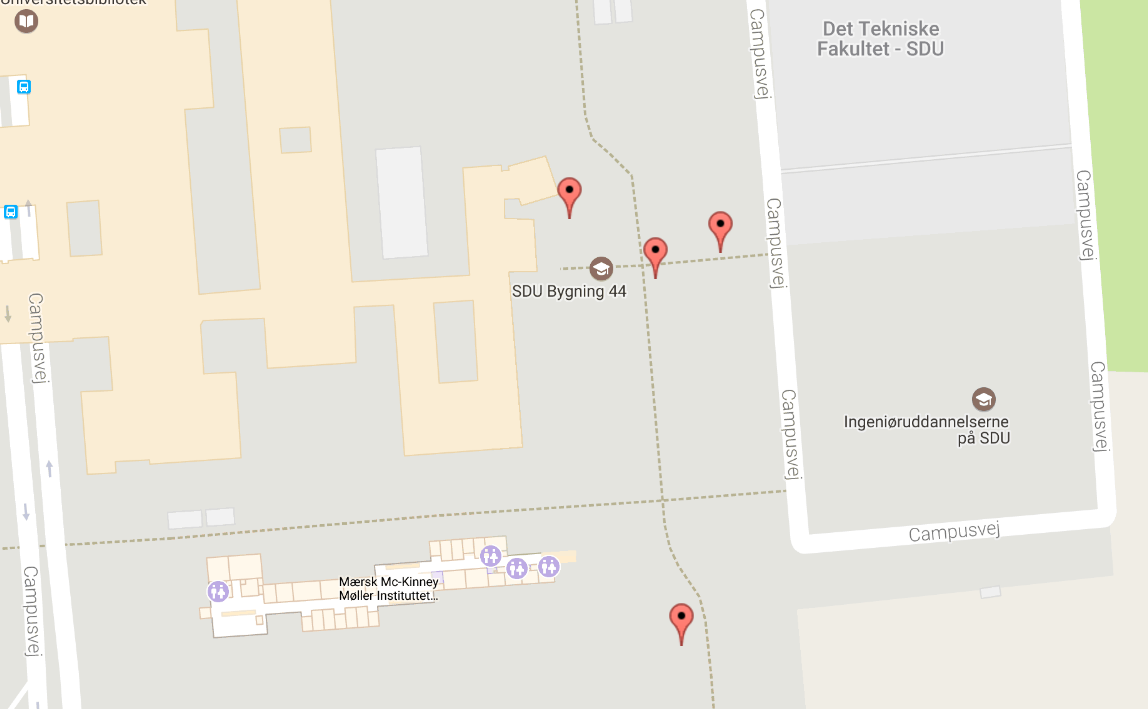 Universitetsbibliotek
Campusvej
Det Tekniske
Fakultet - SDU
Campusvej
Campusvej
SDU Bygning 44
Campusvej
Campusvej
Campusvej
Ingeniøruddannelserne
på SDU
Campusvej
Campusvej
Mærsk Mc-Kinney
Møller Instituttet...
Campusvej